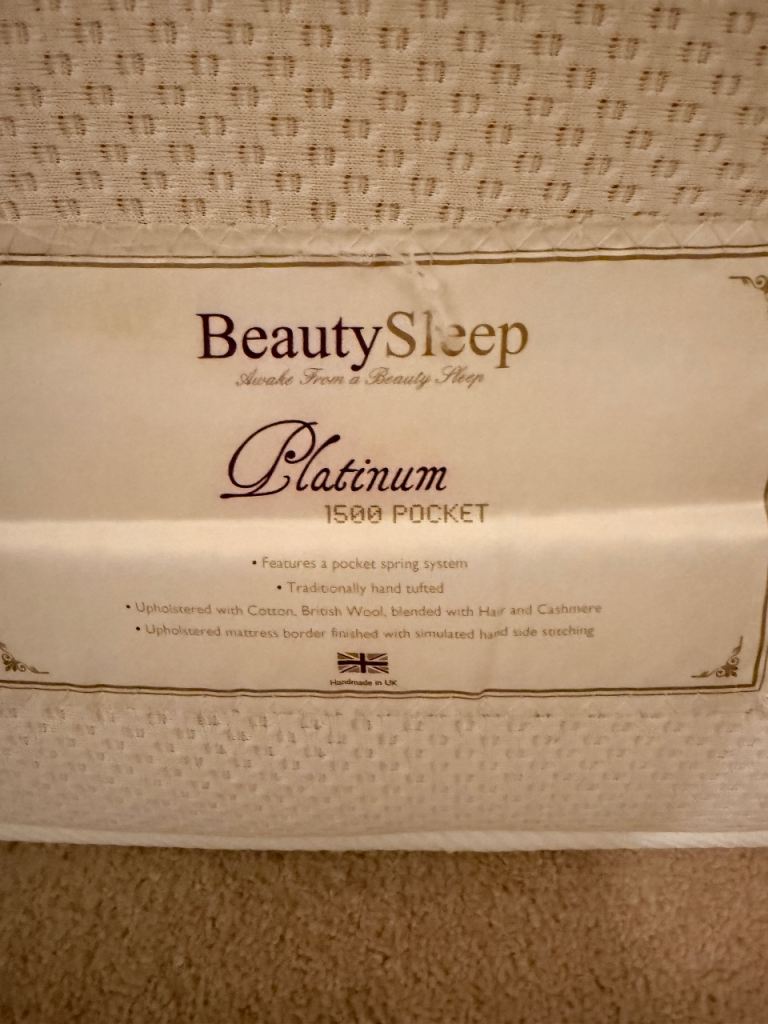 BeautySleep
Awake From a Beauty Sleep
Platinum
1500 POCKET
• Features a pocket spring system
• Traditionally hand tufted
• Upholstered with Cotton, British Wool, blended with Hair and Cashmere
• Upholstered mattress border finished with simulated hand side stitching
Handmade in UK